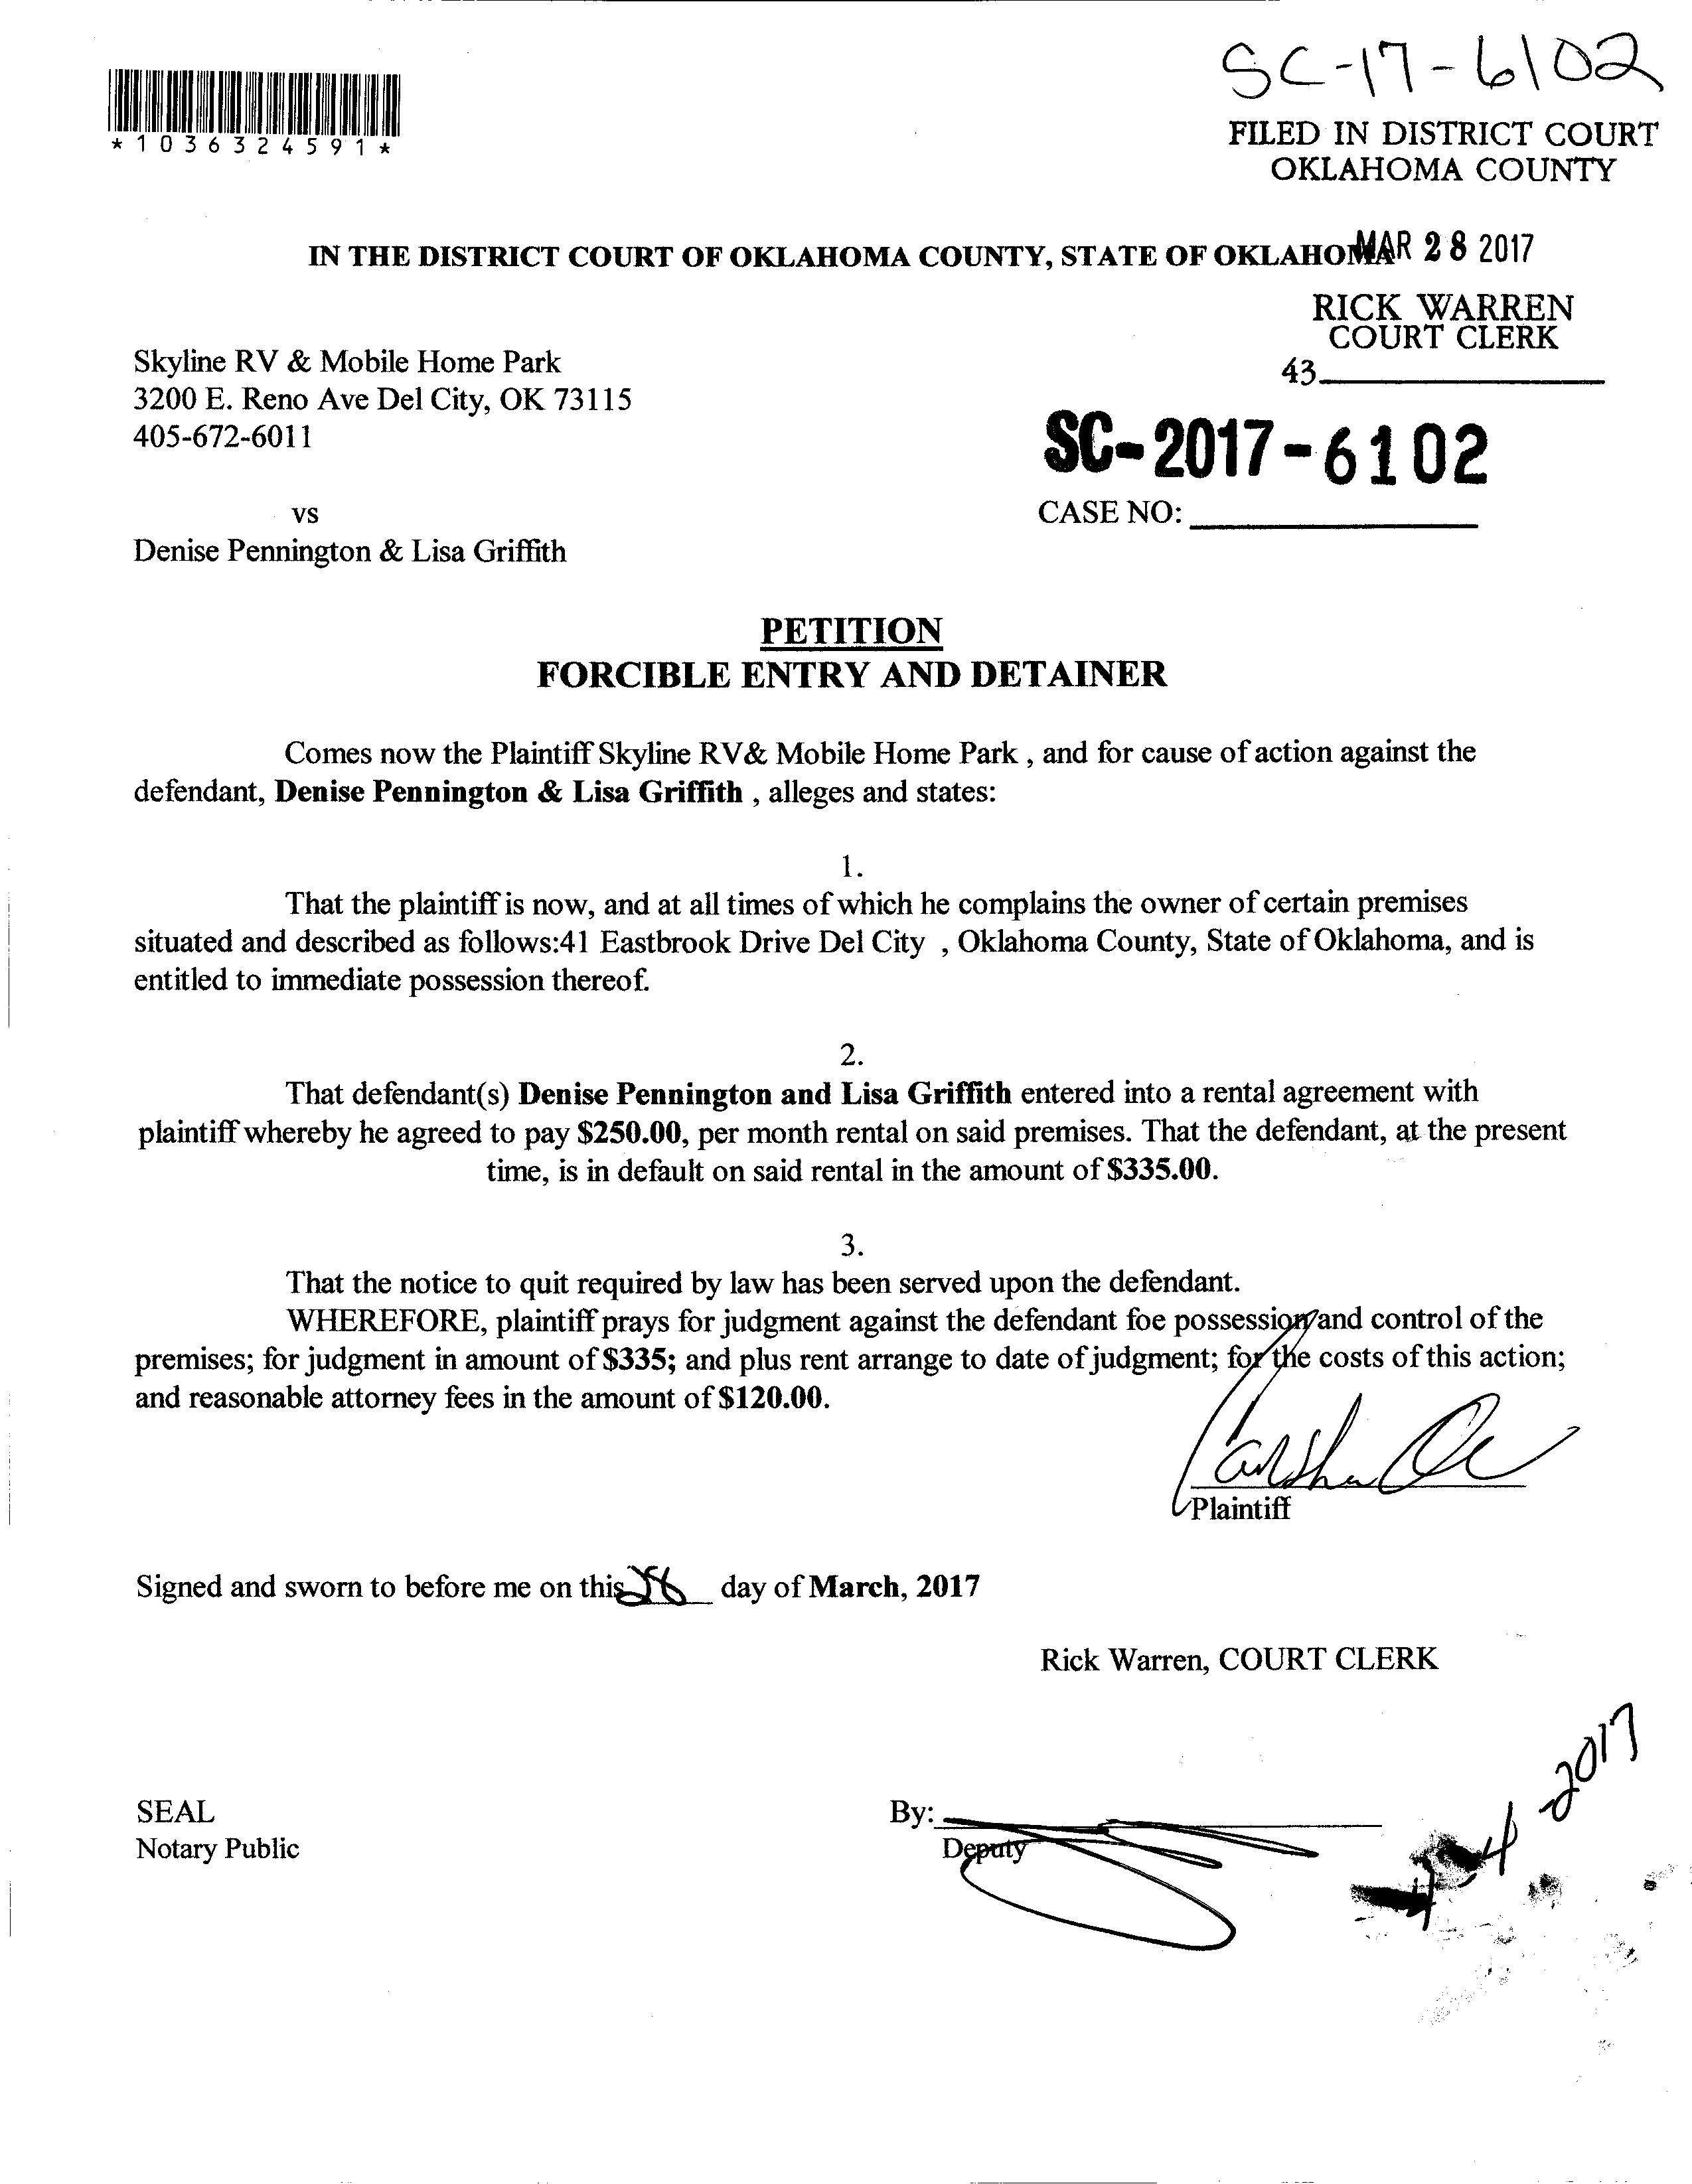 SC-17-6102
*1036324591*
FILED IN DISTRICT COURT
OKLAHOMA COUNTY
IN THE DISTRICT COURT OF OKLAHOMA COUNTY, STATE OF OKLAHOMA
MAR 28 2017
RICK WARREN
COURT CLERK
43
Skyline RV & Mobile Home Park
3200 E. Reno Ave Del City, OK 73115
405-672-6011
SC-2017-6102
vs
CASE NO:
Denise Pennington & Lisa Griffith
PETITION
FORCIBLE ENTRY AND DETAINER
Comes now the Plaintiff Skyline RV& Mobile Home Park , and for cause of action against the
defendant, Denise Pennington & Lisa Griffith , alleges and states:
1.
That the plaintiff is now, and at all times of which he complains the owner of certain premises
situated and described as follows:41 Eastbrook Drive Del City , Oklahoma County, State of Oklahoma, and is
entitled to immediate possession thereof.
2.
That defendant(s) Denise Pennington and Lisa Griffith entered into a rental agreement with
plaintiff whereby he agreed to pay $250.00, per month rental on said premises. That the defendant, at the present
time, is in default on said rental in the amount of $335.00.
3.
That the notice to quit required by law has been served upon the defendant.
WHEREFORE, plaintiff prays for judgment against the defendant foe possession and control of the
premises; for judgment in amount of $335; and plus rent arrange to date of judgment; for the costs of this action;
and reasonable attorney fees in the amount of $120.00.
Plaintiff
Signed and sworn to before me on this 28 day of March, 2017
Rick Warren, COURT CLERK
4-4-2017
SEAL
By:
Notary Public
Deputy